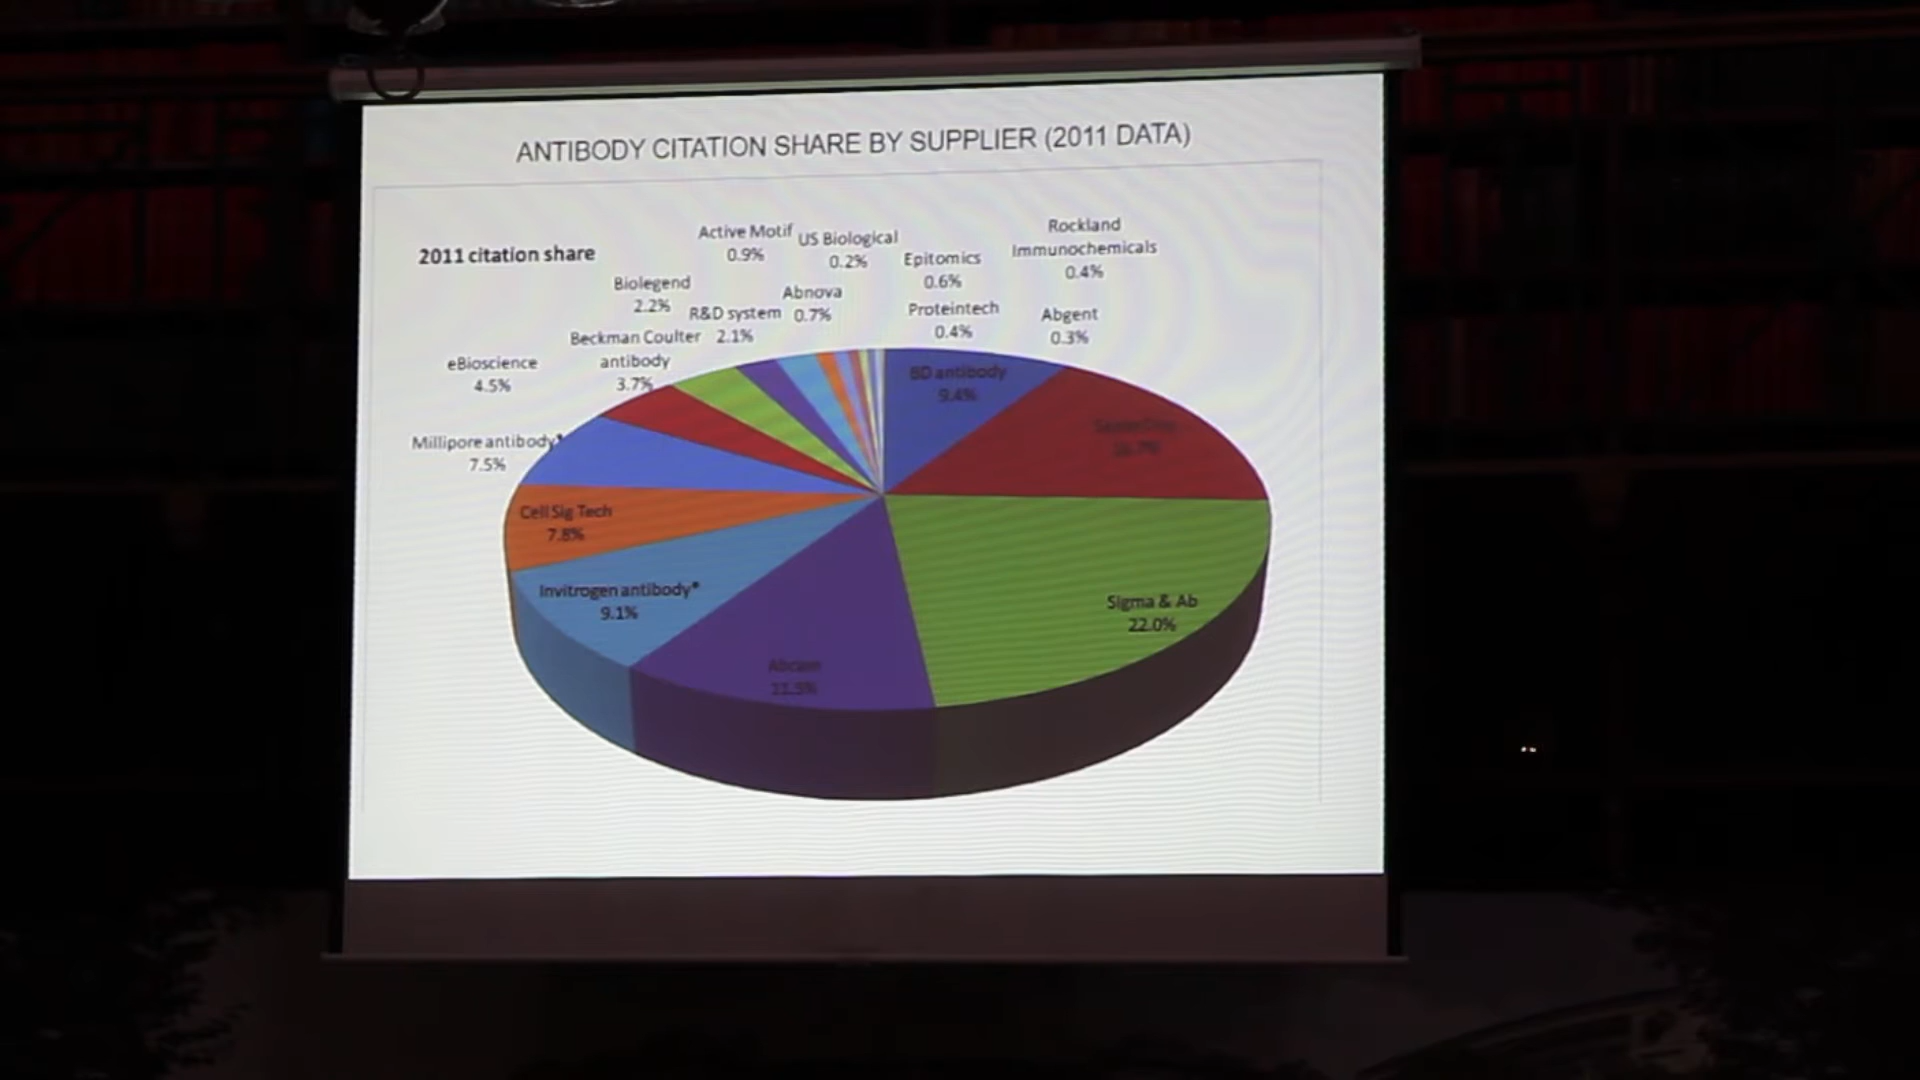 ANTIBODY CITATION SHARE BY SUPPLIER (2011 DATA)
2011 citation share
Active Motif
0.9%
US Biological
0.2%
Epitomics
0.6%
Rockland
Immunochemicals
0.4%
Biolegend
2.2%
R&D system
2.1%
Abnova
0.7%
Proteintech
0.4%
Absgent
0.3%
eBioscience
4.5%
Beckman Coulter
antibody
3.7%
Millipore antibody*
7.5%
BD antibody
9.4%
Cell Sig Tech
7.8%
Invitrogen antibody*
9.1%
Sigma & Ab
22.0%
Abcam